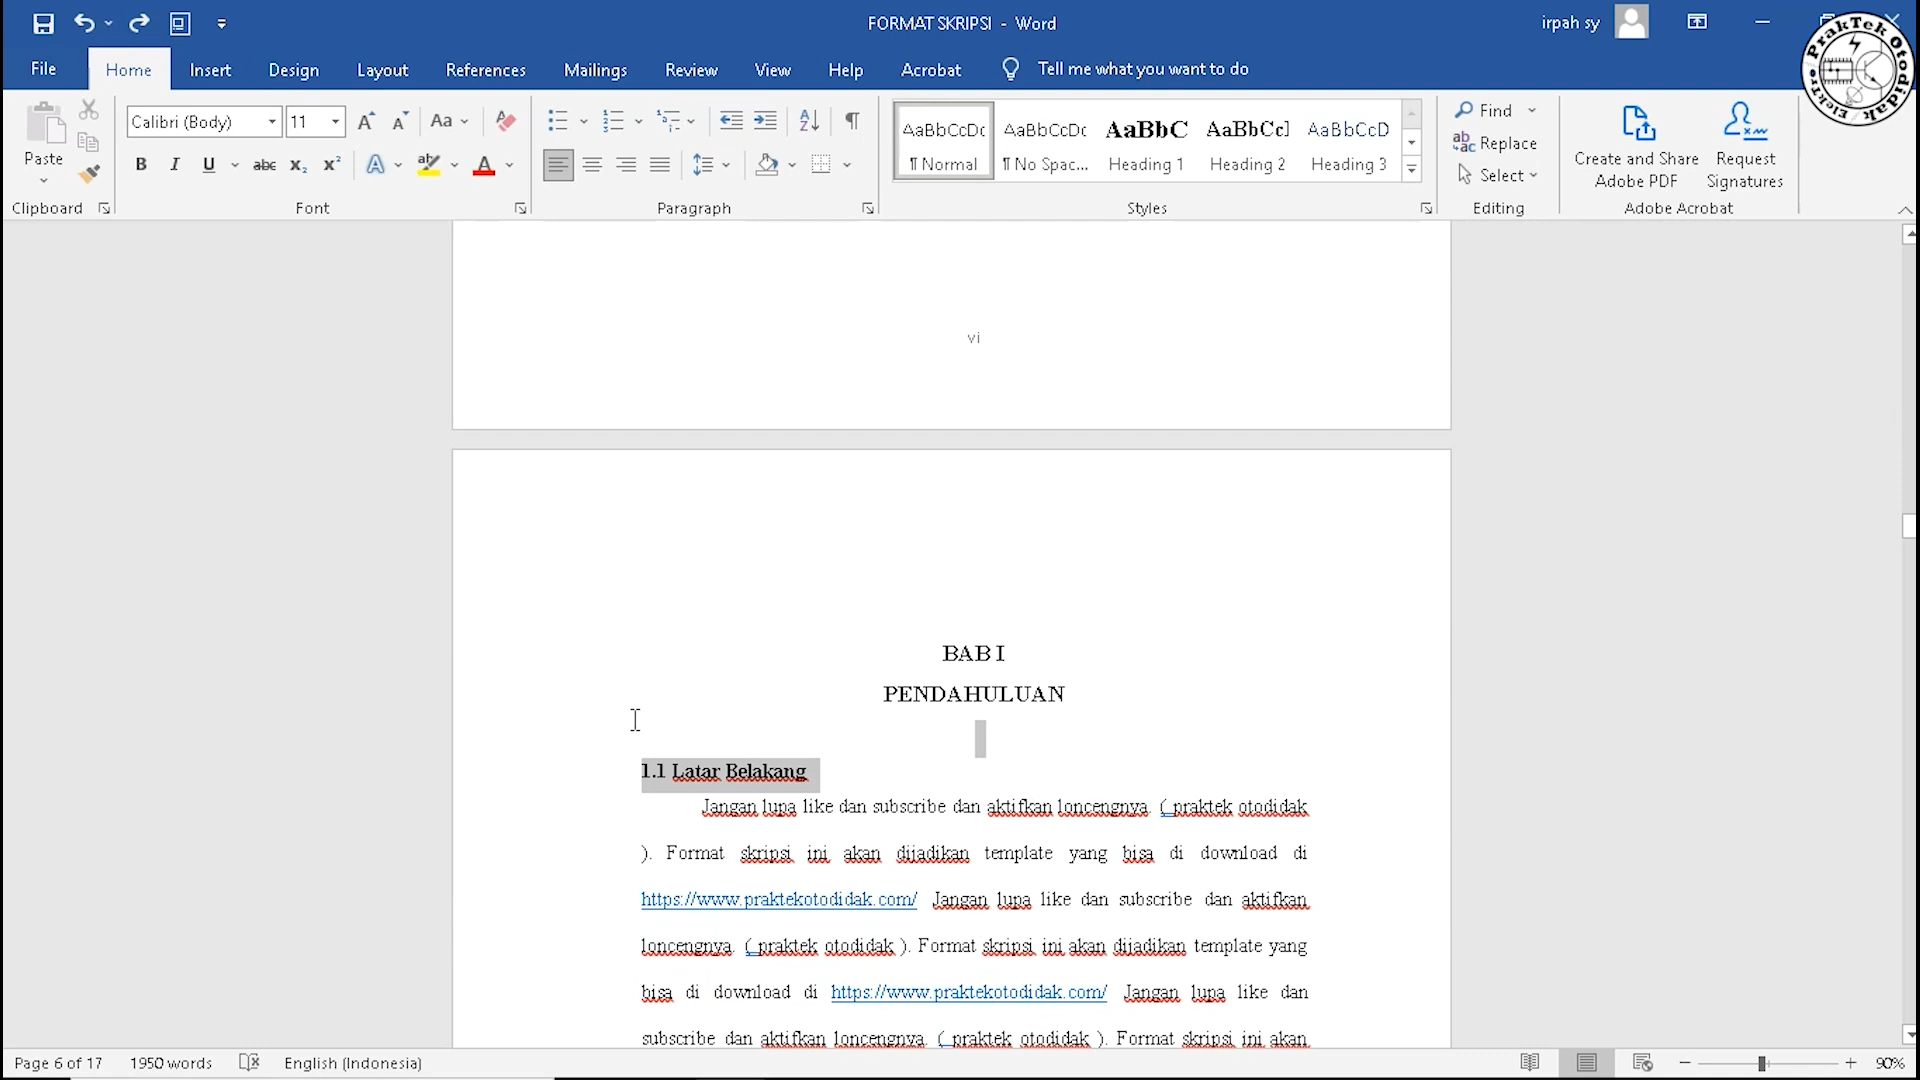 FORMAT SKRIPSI - Word
irpah sy
File Home Insert Design Layout References Mailings Review View Help Acrobat Tell me what you want to do
Paste
Clipboard
Calibri (Body) 11
Font
Paragraph
AaBbCcDc AaBbCcDc AaBbC AaBbCc] AaBbCcD
¶ Normal ¶ No Spac... Heading 1 Heading 2 Heading 3
Styles
Find
Replace
Select
Editing
Create and Share Adobe PDF
Request Signatures
Adobe Acrobat
PrakTek Otodidak Elektro
vi
BAB I
PENDAHULUAN
1.1 Latar Belakang
Jangan lupa like dan subscribe dan aktifkan loncengnya. ( praktek otodidak
). Format skripsi ini akan dijadikan template yang bisa di download di
https://www.praktekotodidak.com/ Jangan lupa like dan subscribe dan aktifkan
loncengnya. ( praktek otodidak ). Format skripsi ini akan dijadikan template yang
bisa di download di https://www.praktekotodidak.com/ Jangan lupa like dan
subscribe dan aktifkan loncengnya. ( praktek otodidak ). Format skripsi ini akan
Page 6 of 17 1950 words English (Indonesia) 90%